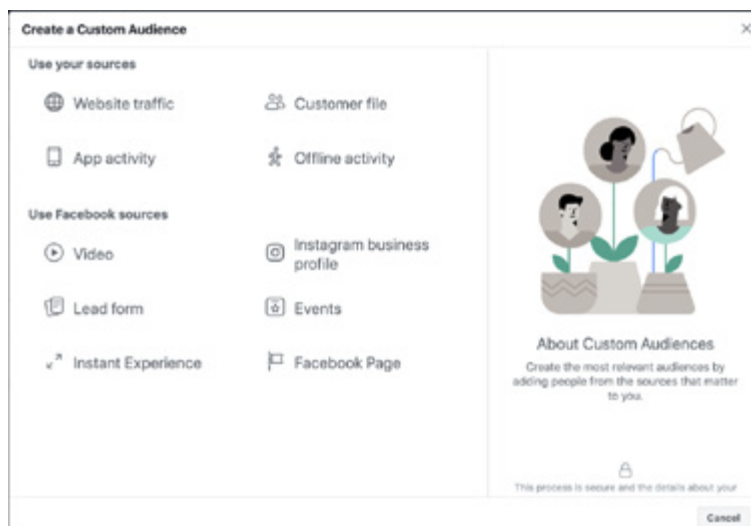 Create a Custom Audience
Use your sources
Website traffic
Customer file
App activity
Offline activity
Use Facebook sources
Video
Instagram business
profile
Lead form
Events
Instant Experience
Facebook Page
About Custom Audiences
Create the most relevant audiences by
adding people from the sources that matter
to you.
This process is secure and the details about your
Cancel